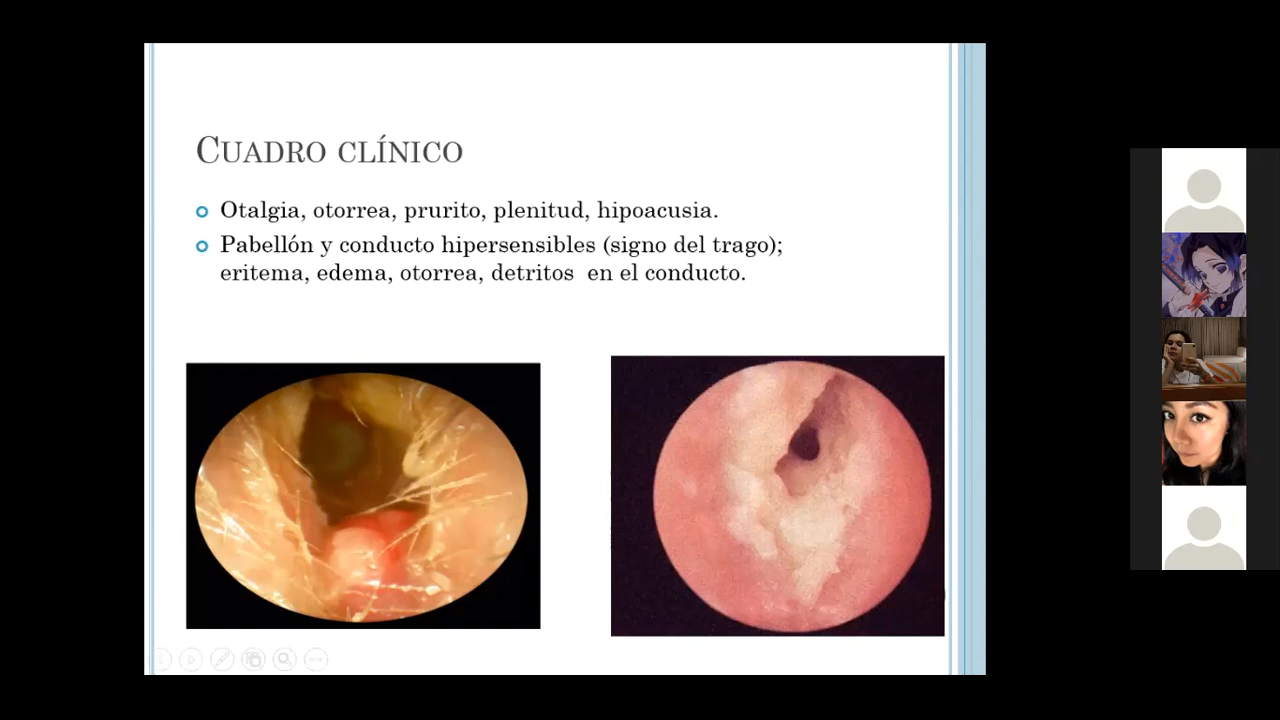 Cuadro clínico
Otalgia, otorrea, prurito, plenitud, hipoacusia.
Pabellón y conducto hipersensibles (signo del trago);
eritema, edema, otorrea, detritos en el conducto.